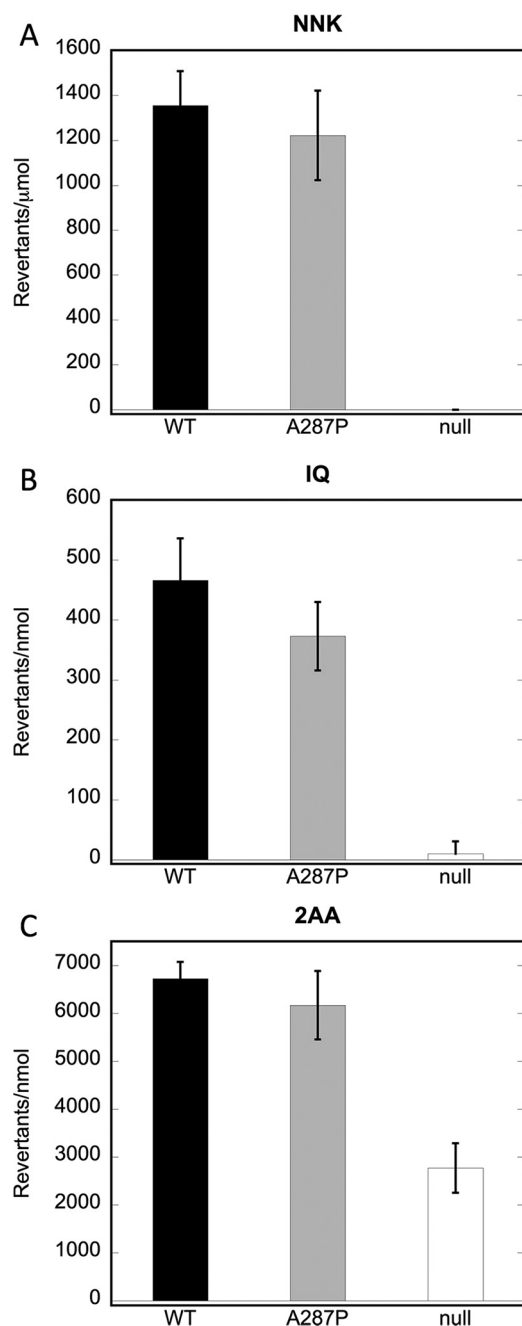 A
NNK
1600
1400
1200
1000
800
600
400
200
0
Revertants/μmol
WT A287P null
B
IQ
600
500
400
300
200
100
0
Revertants/nmol
WT A287P null
C
2AA
7000
6000
5000
4000
3000
2000
1000
0
Revertants/nmol
WT A287P null